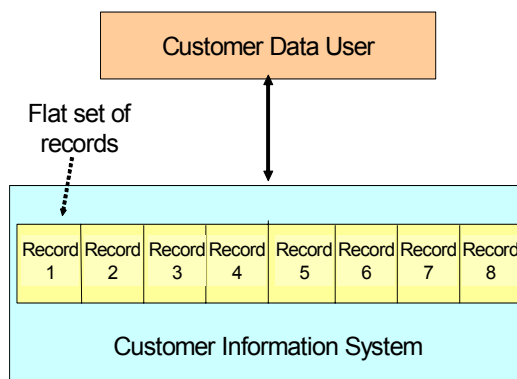 Customer Data User
Flat set of
records
Record Record Record Record Record Record Record Record
1 2 3 4 5 6 7 8
Customer Information System